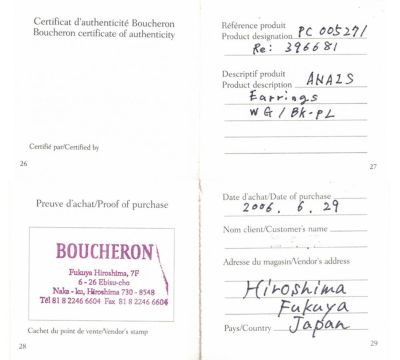 Certificat d'authenticité Boucheron
Boucheron certificate of authenticity
Certifié par/Certified by
26
Référence produit
Product designation PC 005271
Re: 396681
Descriptif produit
Product description ANAIS
Earrings
WG/BK-PL
27
Preuve d'achat/Proof of purchase
BOUCHERON
Fukuya Hiroshima, 7F
6 - 26 Ebisu-cho
Naka - ku, Hiroshima 730 - 8548
Tél 81 8 2246 6604 Fax 81 8 2246 6605
Cachet du point de vente/Vendor's stamp
28
Date d'achat/Date of purchase
2006. 6. 29
Nom client/Customer's name
Adresse du magasin/Vendor's address
Hiroshima
Fukuya
Pays/Country Japan
29